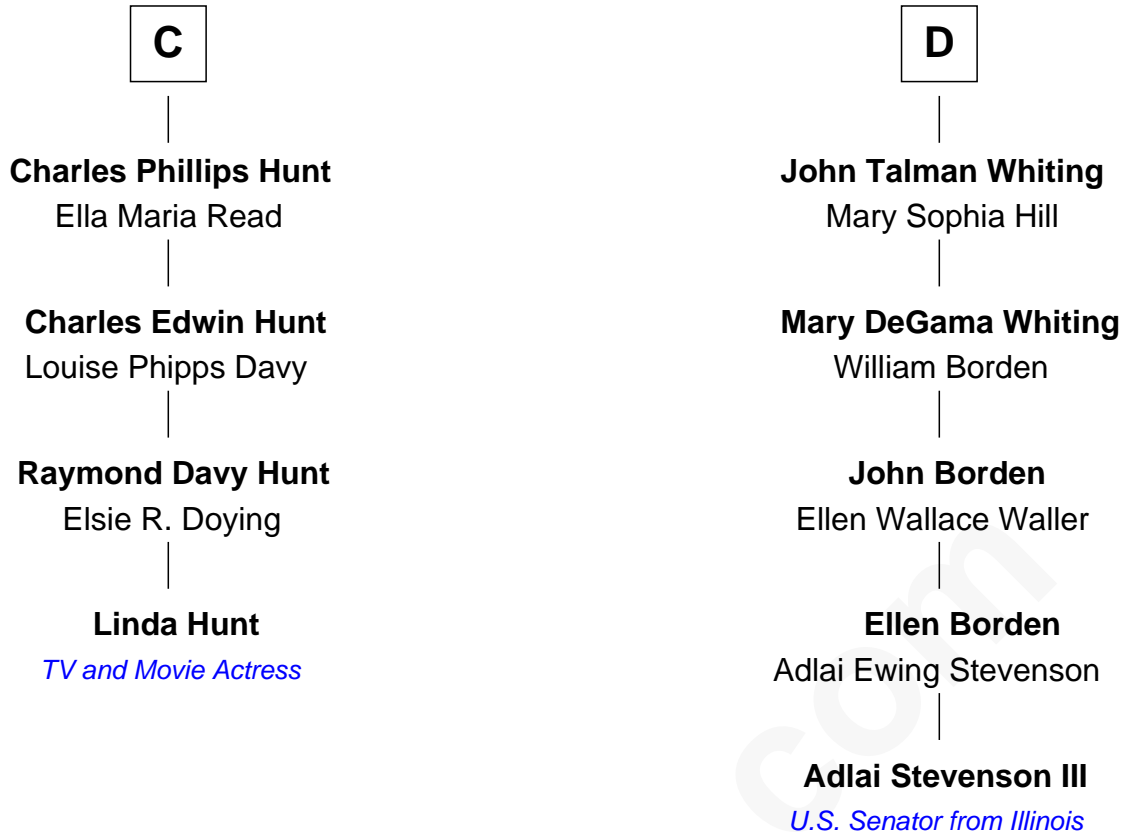 C
Charles Phillips Hunt
Ella Maria Read
Charles Edwin Hunt
Louise Phipps Davy
Raymond Davy Hunt
Elsie R. Doying
Linda Hunt
TV and Movie Actress
D
John Talman Whiting
Mary Sophia Hill
Mary DeGama Whiting
William Borden
John Borden
Ellen Wallace Waller
Ellen Borden
Adlai Ewing Stevenson
Adlai Stevenson III
U.S. Senator from Illinois
com